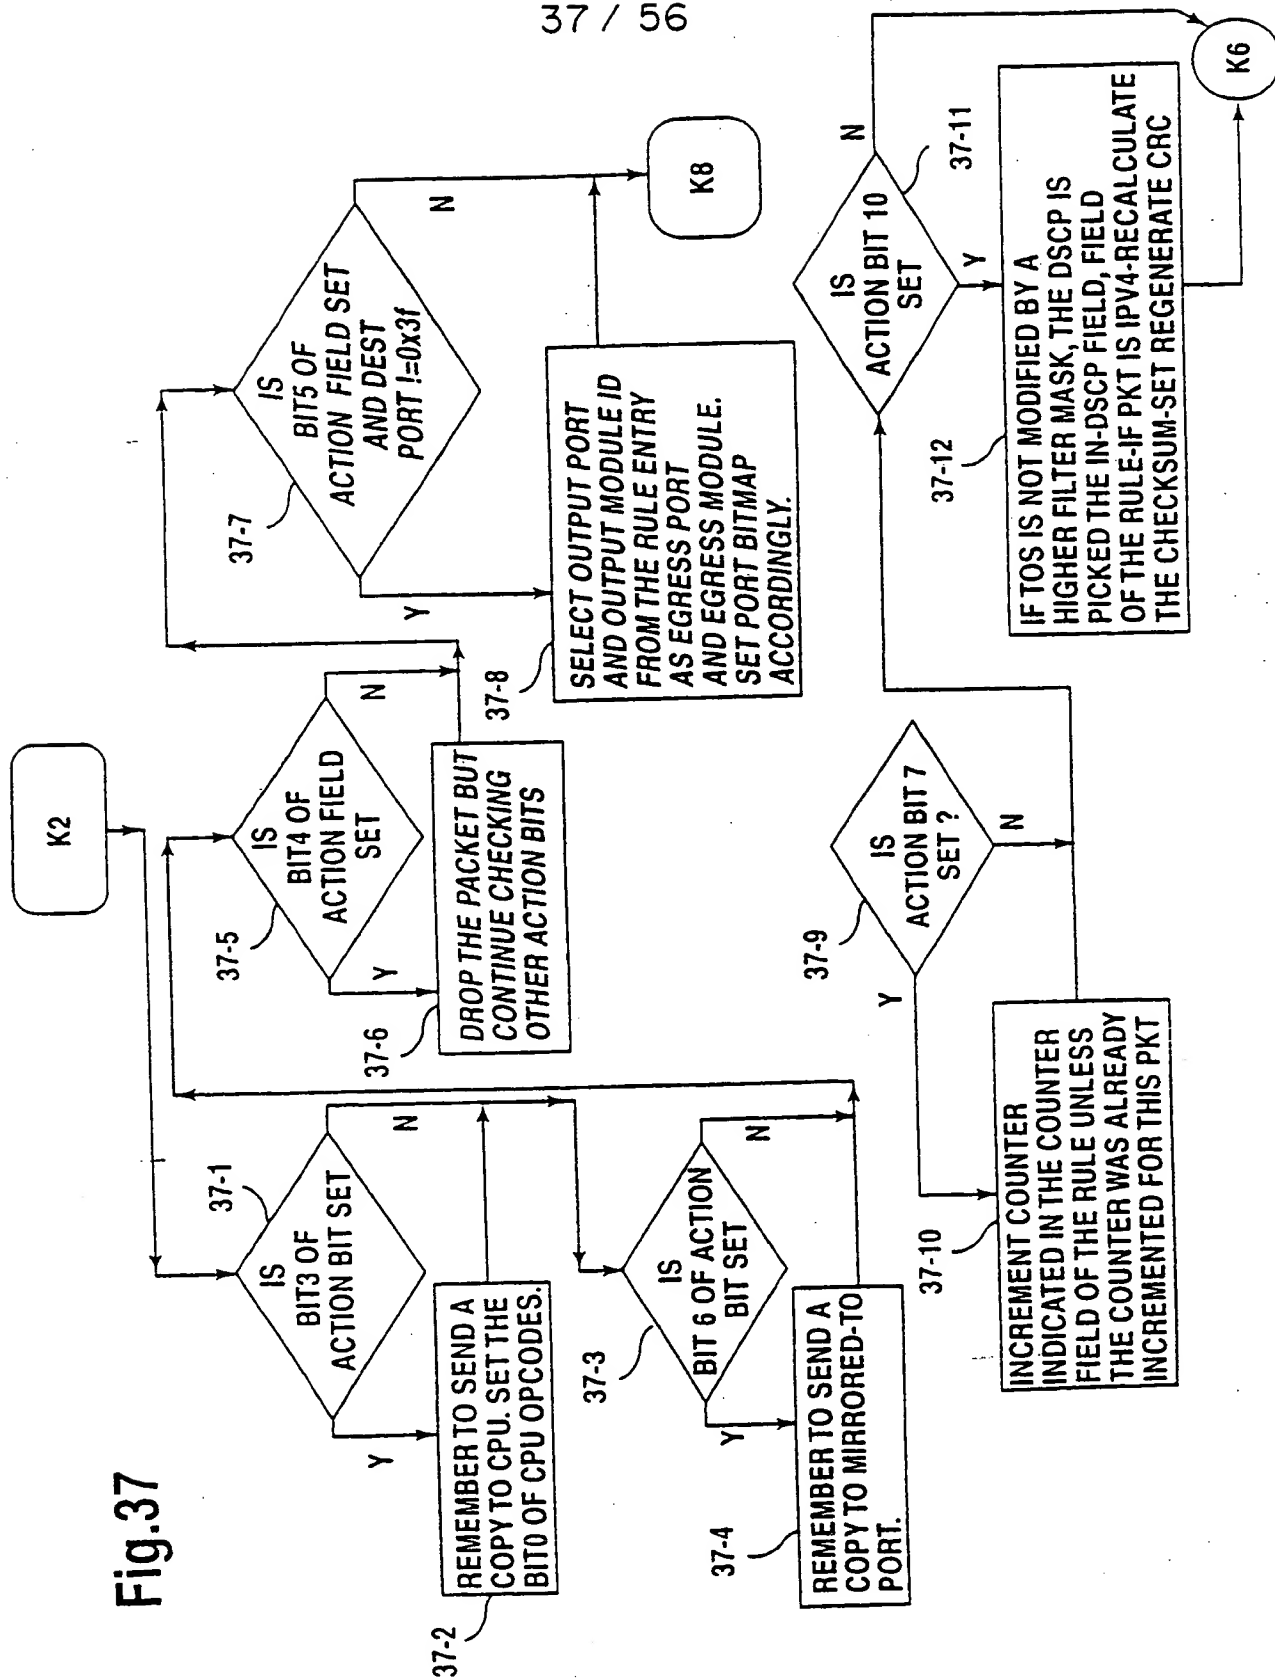 37 / 56
Fig.37
K2
37-1
IS
BIT3 OF
ACTION BIT SET
Y
N
37-2
REMEMBER TO SEND A
COPY TO CPU. SET THE
BIT0 OF CPU OPCODES.
37-3
IS
BIT 6 OF ACTION
BIT SET
Y
N
37-4
REMEMBER TO SEND A
COPY TO MIRRORED-TO
PORT.
37-5
IS
BIT4 OF
ACTION FIELD
SET
Y
N
37-6
DROP THE PACKET BUT
CONTINUE CHECKING
OTHER ACTION BITS
37-7
IS
BIT5 OF
ACTION FIELD SET
AND DEST
PORT !=0x3f
Y
N
37-8
SELECT OUTPUT PORT
AND OUTPUT MODULE ID
FROM THE RULE ENTRY
AS EGRESS PORT
AND EGRESS MODULE.
SET PORT BITMAP
ACCORDINGLY.
K8
37-9
IS
ACTION BIT 7
SET ?
Y
N
37-10
INCREMENT COUNTER
INDICATED IN THE COUNTER
FIELD OF THE RULE UNLESS
THE COUNTER WAS ALREADY
INCREMENTED FOR THIS PKT
37-11
IS
ACTION BIT 10
SET
N
Y
37-12
IF TOS IS NOT MODIFIED BY A
HIGHER FILTER MASK, THE DSCP IS
PICKED THE IN-DSCP FIELD, FIELD
OF THE RULE-IF PKT IS IPV4-RECALCULATE
THE CHECKSUM-SET REGENERATE CRC
K6